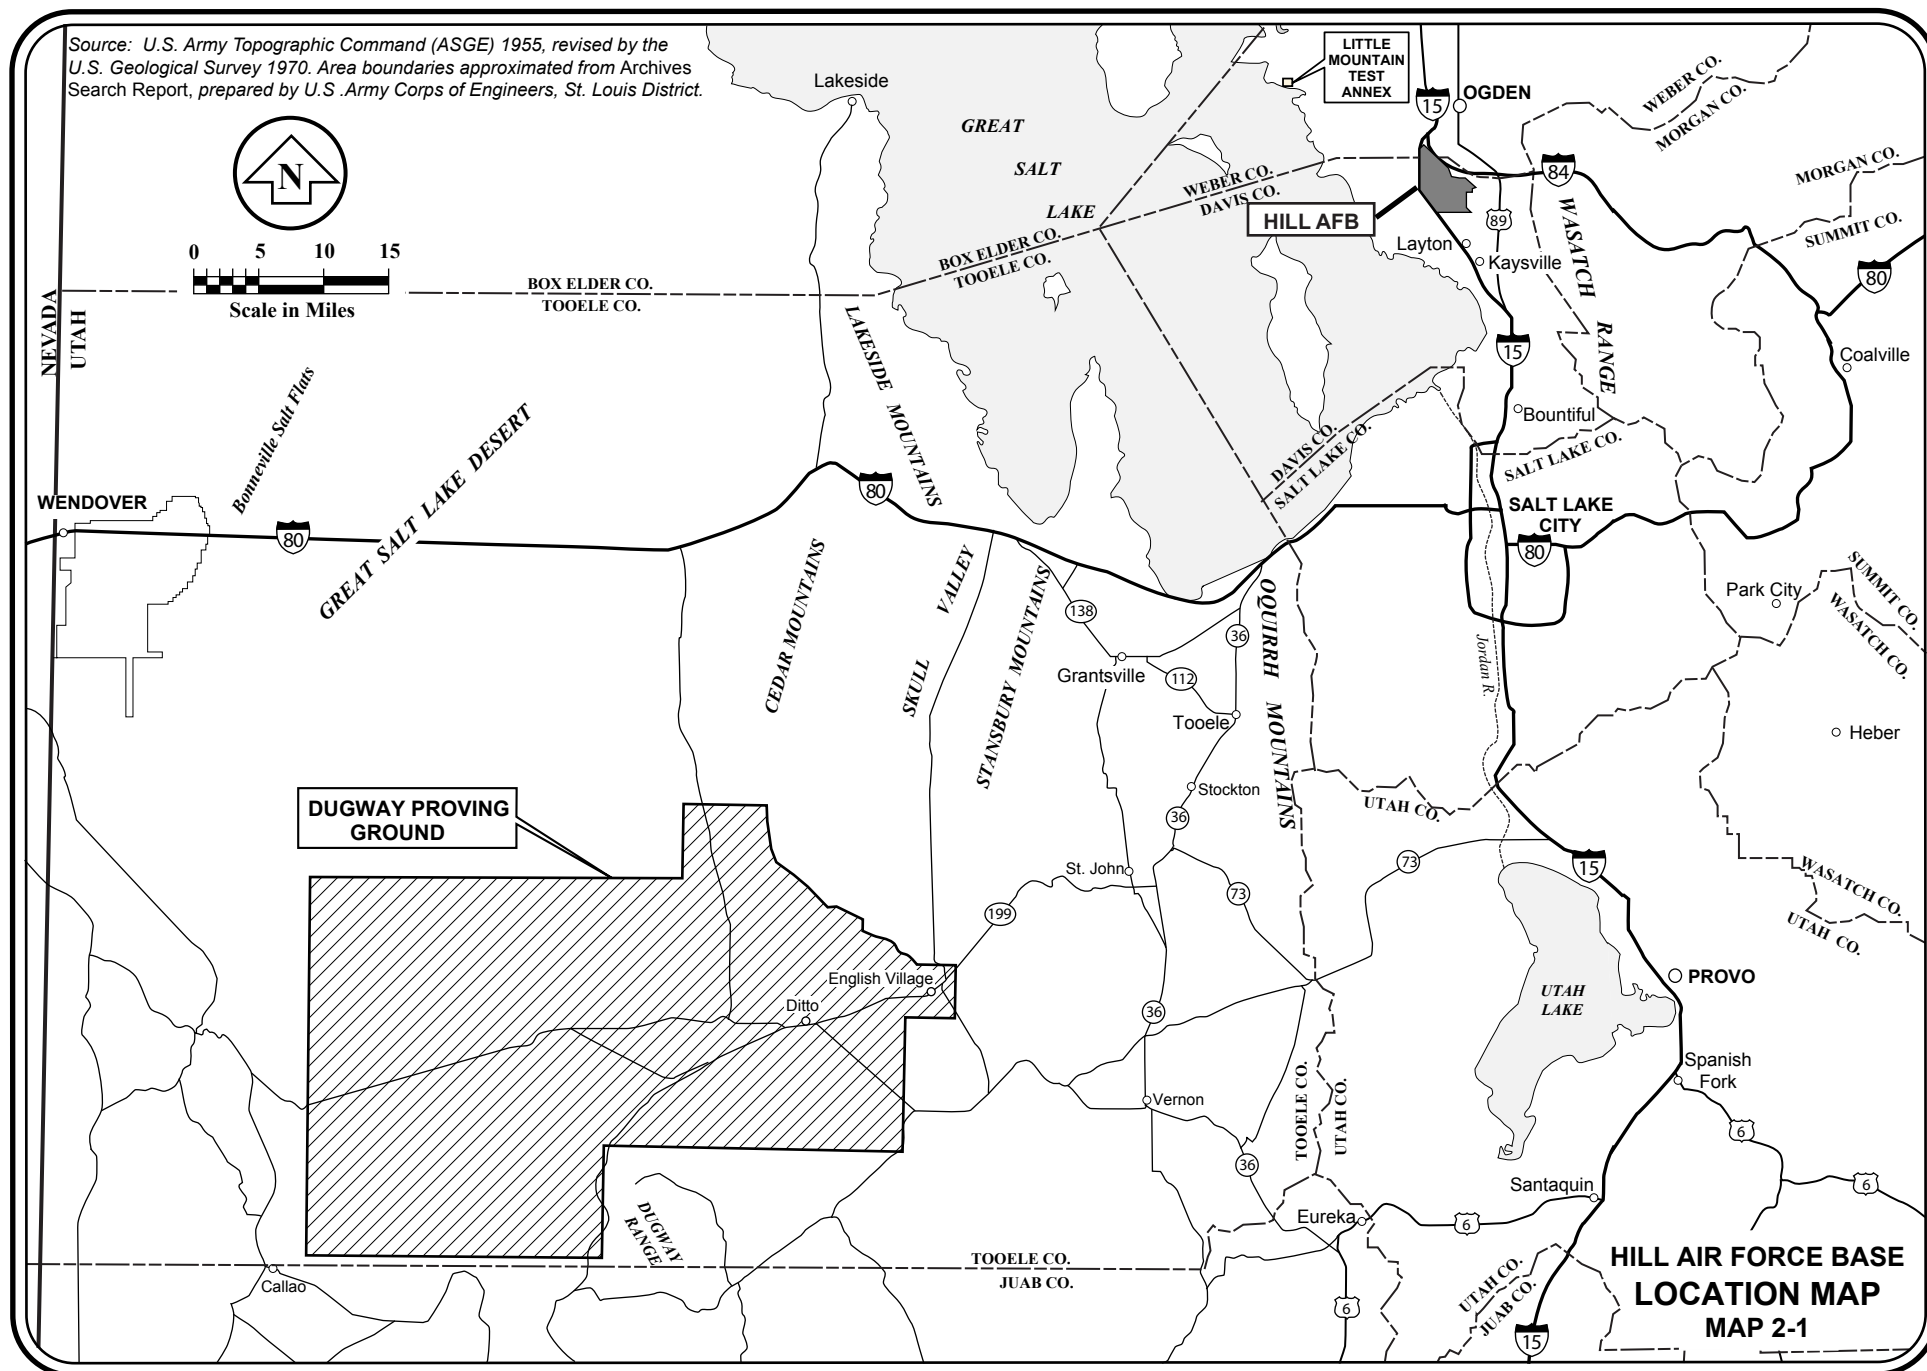 Source: U.S. Army Topographic Command (ASGE) 1955, revised by the
U.S. Geological Survey 1970. Area boundaries approximated from Archives
Search Report, prepared by U.S .Army Corps of Engineers, St. Louis District.
N
0 5 10 15
Scale in Miles
NEVADA
UTAH
Lakeside
GREAT
SALT
LAKE
LITTLE
MOUNTAIN
TEST
ANNEX
15
OGDEN
WEBER CO.
MORGAN CO.
84
MORGAN CO.
SUMMIT CO.
80
WEBER CO.
DAVIS CO.
HILL AFB
89
Layton
Kaysville
WASATCH
RANGE
BOX ELDER CO.
TOOELE CO.
BOX ELDER CO.
TOOELE CO.
LAKESIDE MOUNTAINS
15
Coalville
Bountiful
DAVIS CO.
SALT LAKE CO.
SALT LAKE CO.
Bonneville Salt Flats
GREAT SALT LAKE DESERT
WENDOVER
80
80
SALT LAKE
CITY
80
CEDAR MOUNTAINS
SKULL VALLEY
STANSBURY MOUNTAINS
OQUIRRH MOUNTAINS
138
36
Grantsville
112
Tooele
Jordan R.
Park City
SUMMIT CO.
WASATCH CO.
Heber
Stockton
36
UTAH CO.
DUGWAY PROVING
GROUND
St. John
73
73
15
199
WASATCH CO.
UTAH CO.
English Village
Ditto
36
UTAH
LAKE
PROVO
Spanish
Fork
Vernon
TOOELE CO.
UTAH CO.
6
36
6
Santaquin
Eureka
6
DUGWAY
RANGE
TOOELE CO.
JUAB CO.
Callao
6
UTAH CO.
JUAB CO.
15
HILL AIR FORCE BASE
LOCATION MAP
MAP 2-1